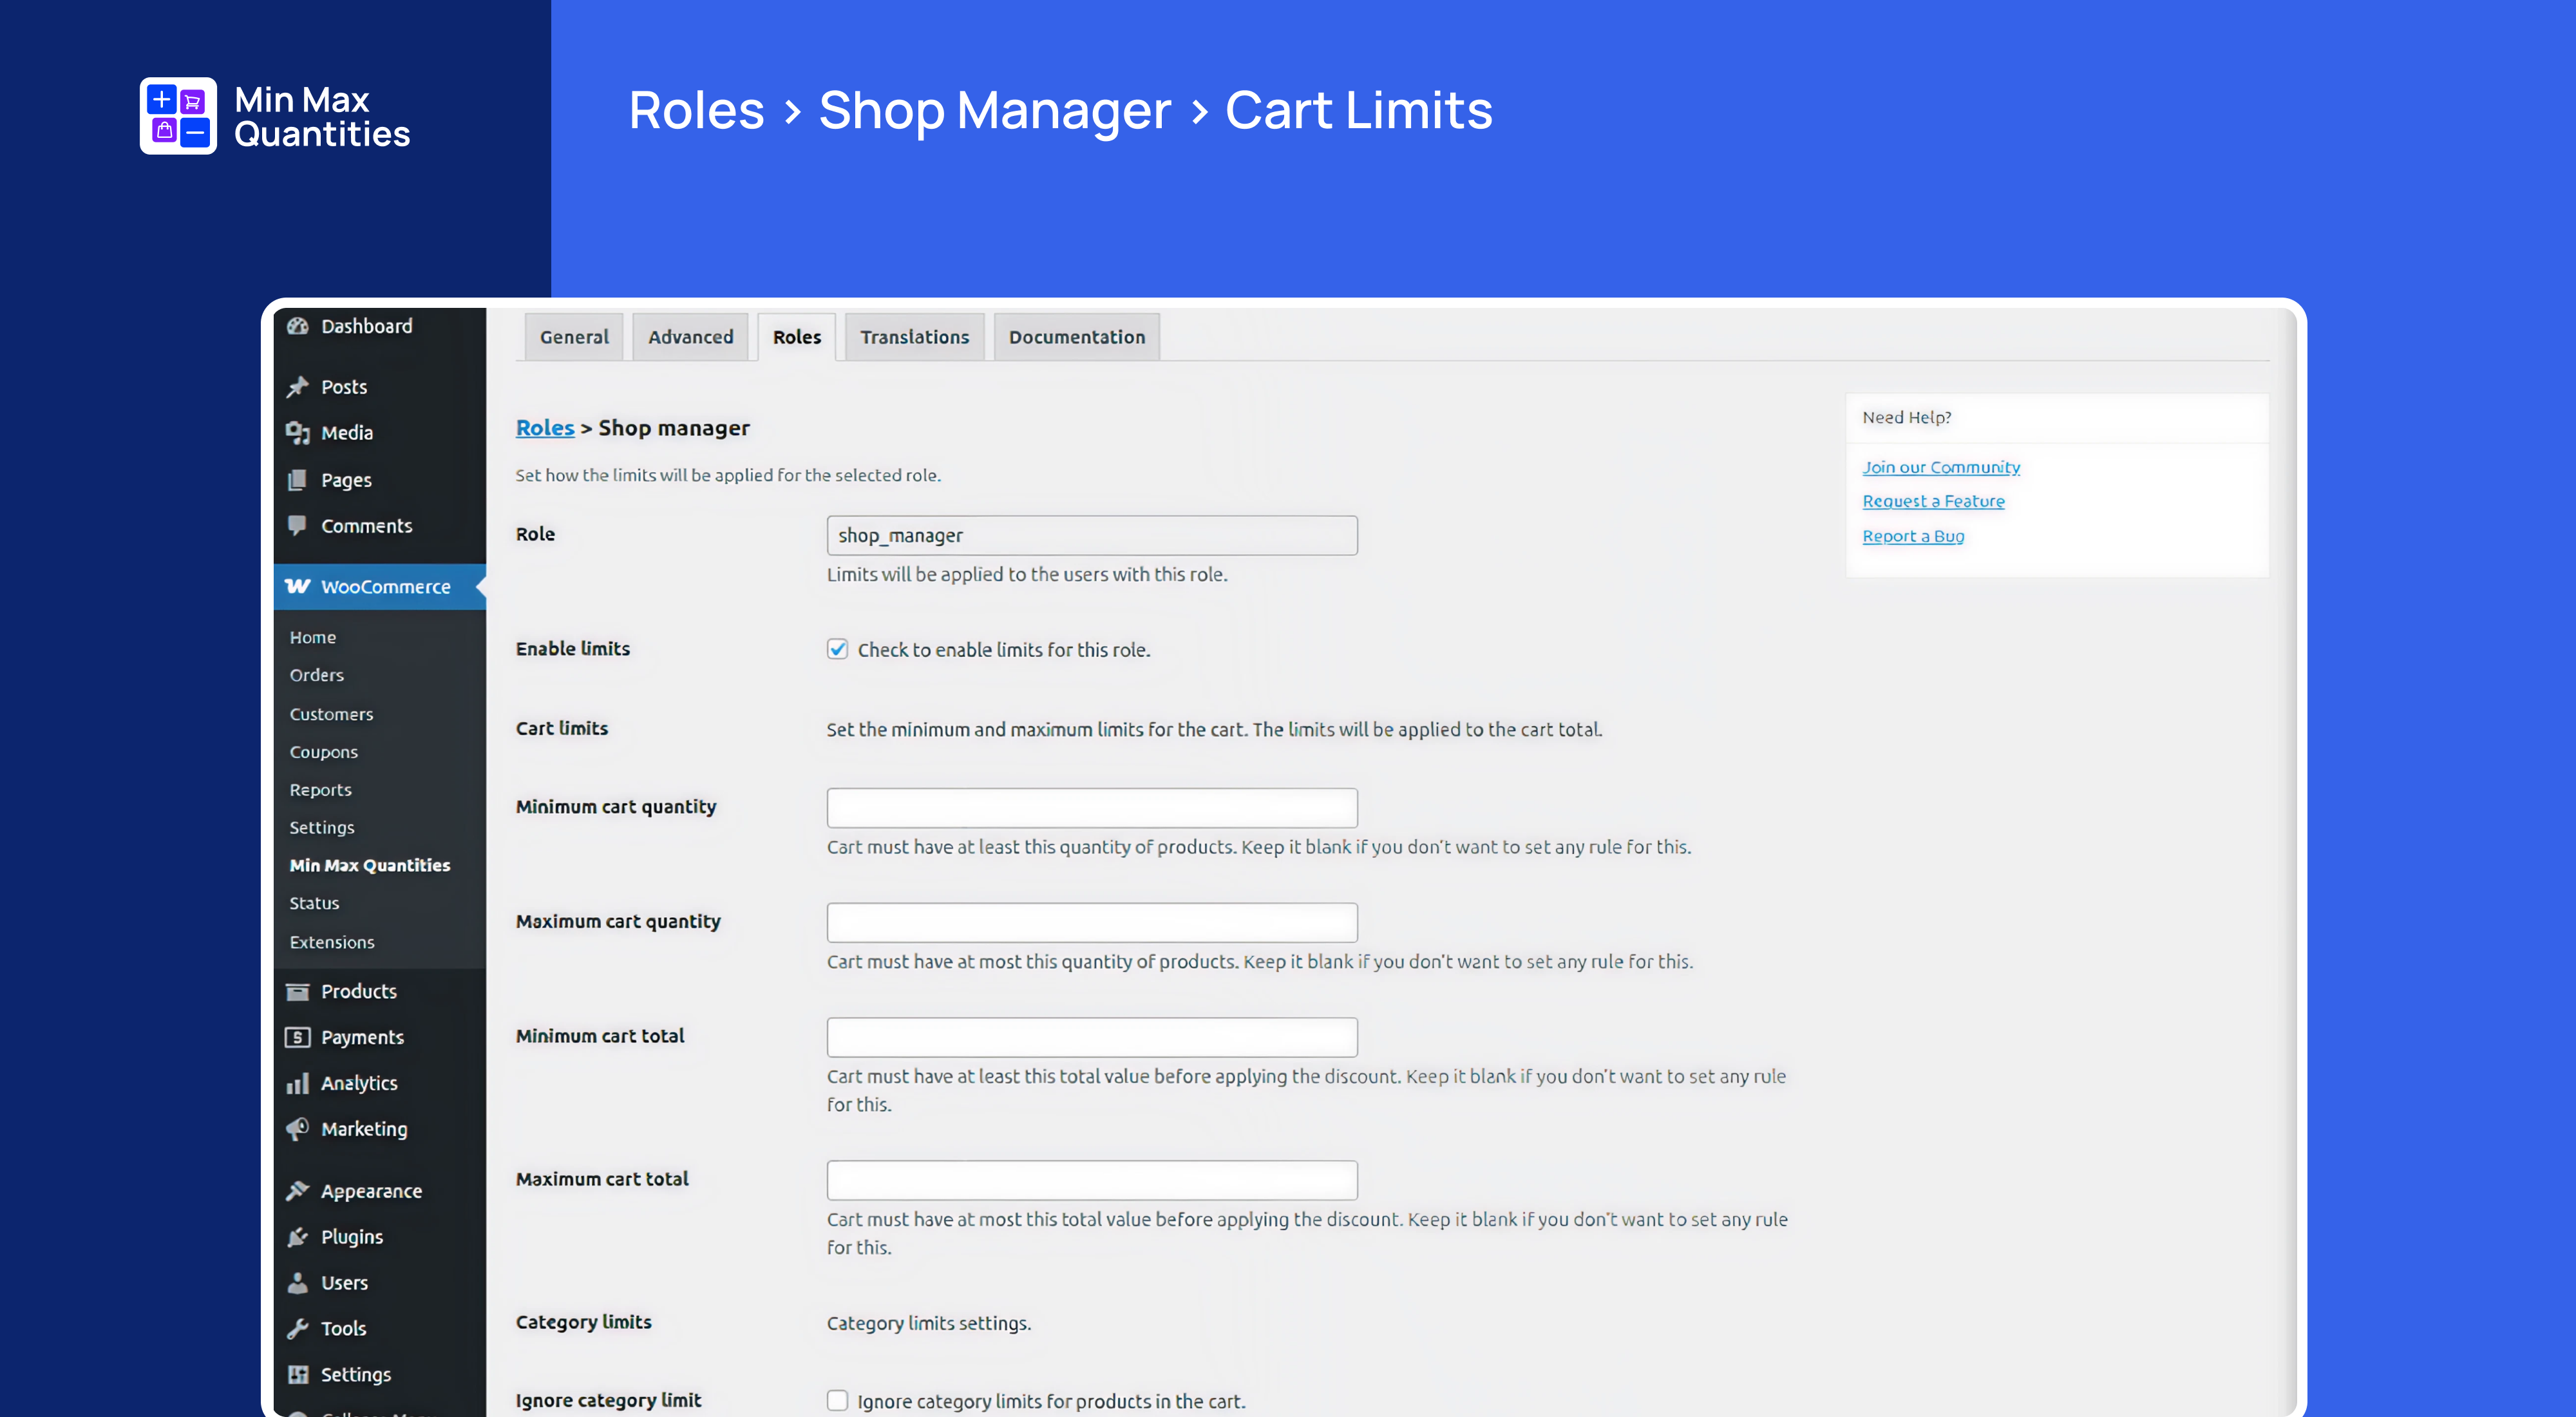 Min Max
Quantities
Roles > Shop Manager > Cart Limits
Dashboard
Posts
Media
Pages
Comments
WooCommerce
Home
Orders
Customers
Coupons
Reports
Settings
Min Max Quantities
Status
Extensions
Products
Payments
Analytics
Marketing
Appearance
Plugins
Users
Tools
Settings
General
Advanced
Roles
Translations
Documentation
Roles > Shop manager
Set how the limits will be applied for the selected role.
Role
shop_manager
Limits will be applied to the users with this role.
Enable limits
Check to enable limits for this role.
Cart limits
Set the minimum and maximum limits for the cart. The limits will be applied to the cart total.
Minimum cart quantity
Cart must have at least this quantity of products. Keep it blank if you don't want to set any rule for this.
Maximum cart quantity
Cart must have at most this quantity of products. Keep it blank if you don't want to set any rule for this.
Minimum cart total
Cart must have at least this total value before applying the discount. Keep it blank if you don't want to set any rule
for this.
Maximum cart total
Cart must have at most this total value before applying the discount. Keep it blank if you don't want to set any rule
for this.
Category limits
Category limits settings.
Ignore category limit
Ignore category limits for products in the cart.
Need Help?
Join our Community
Request a Feature
Report a Bug